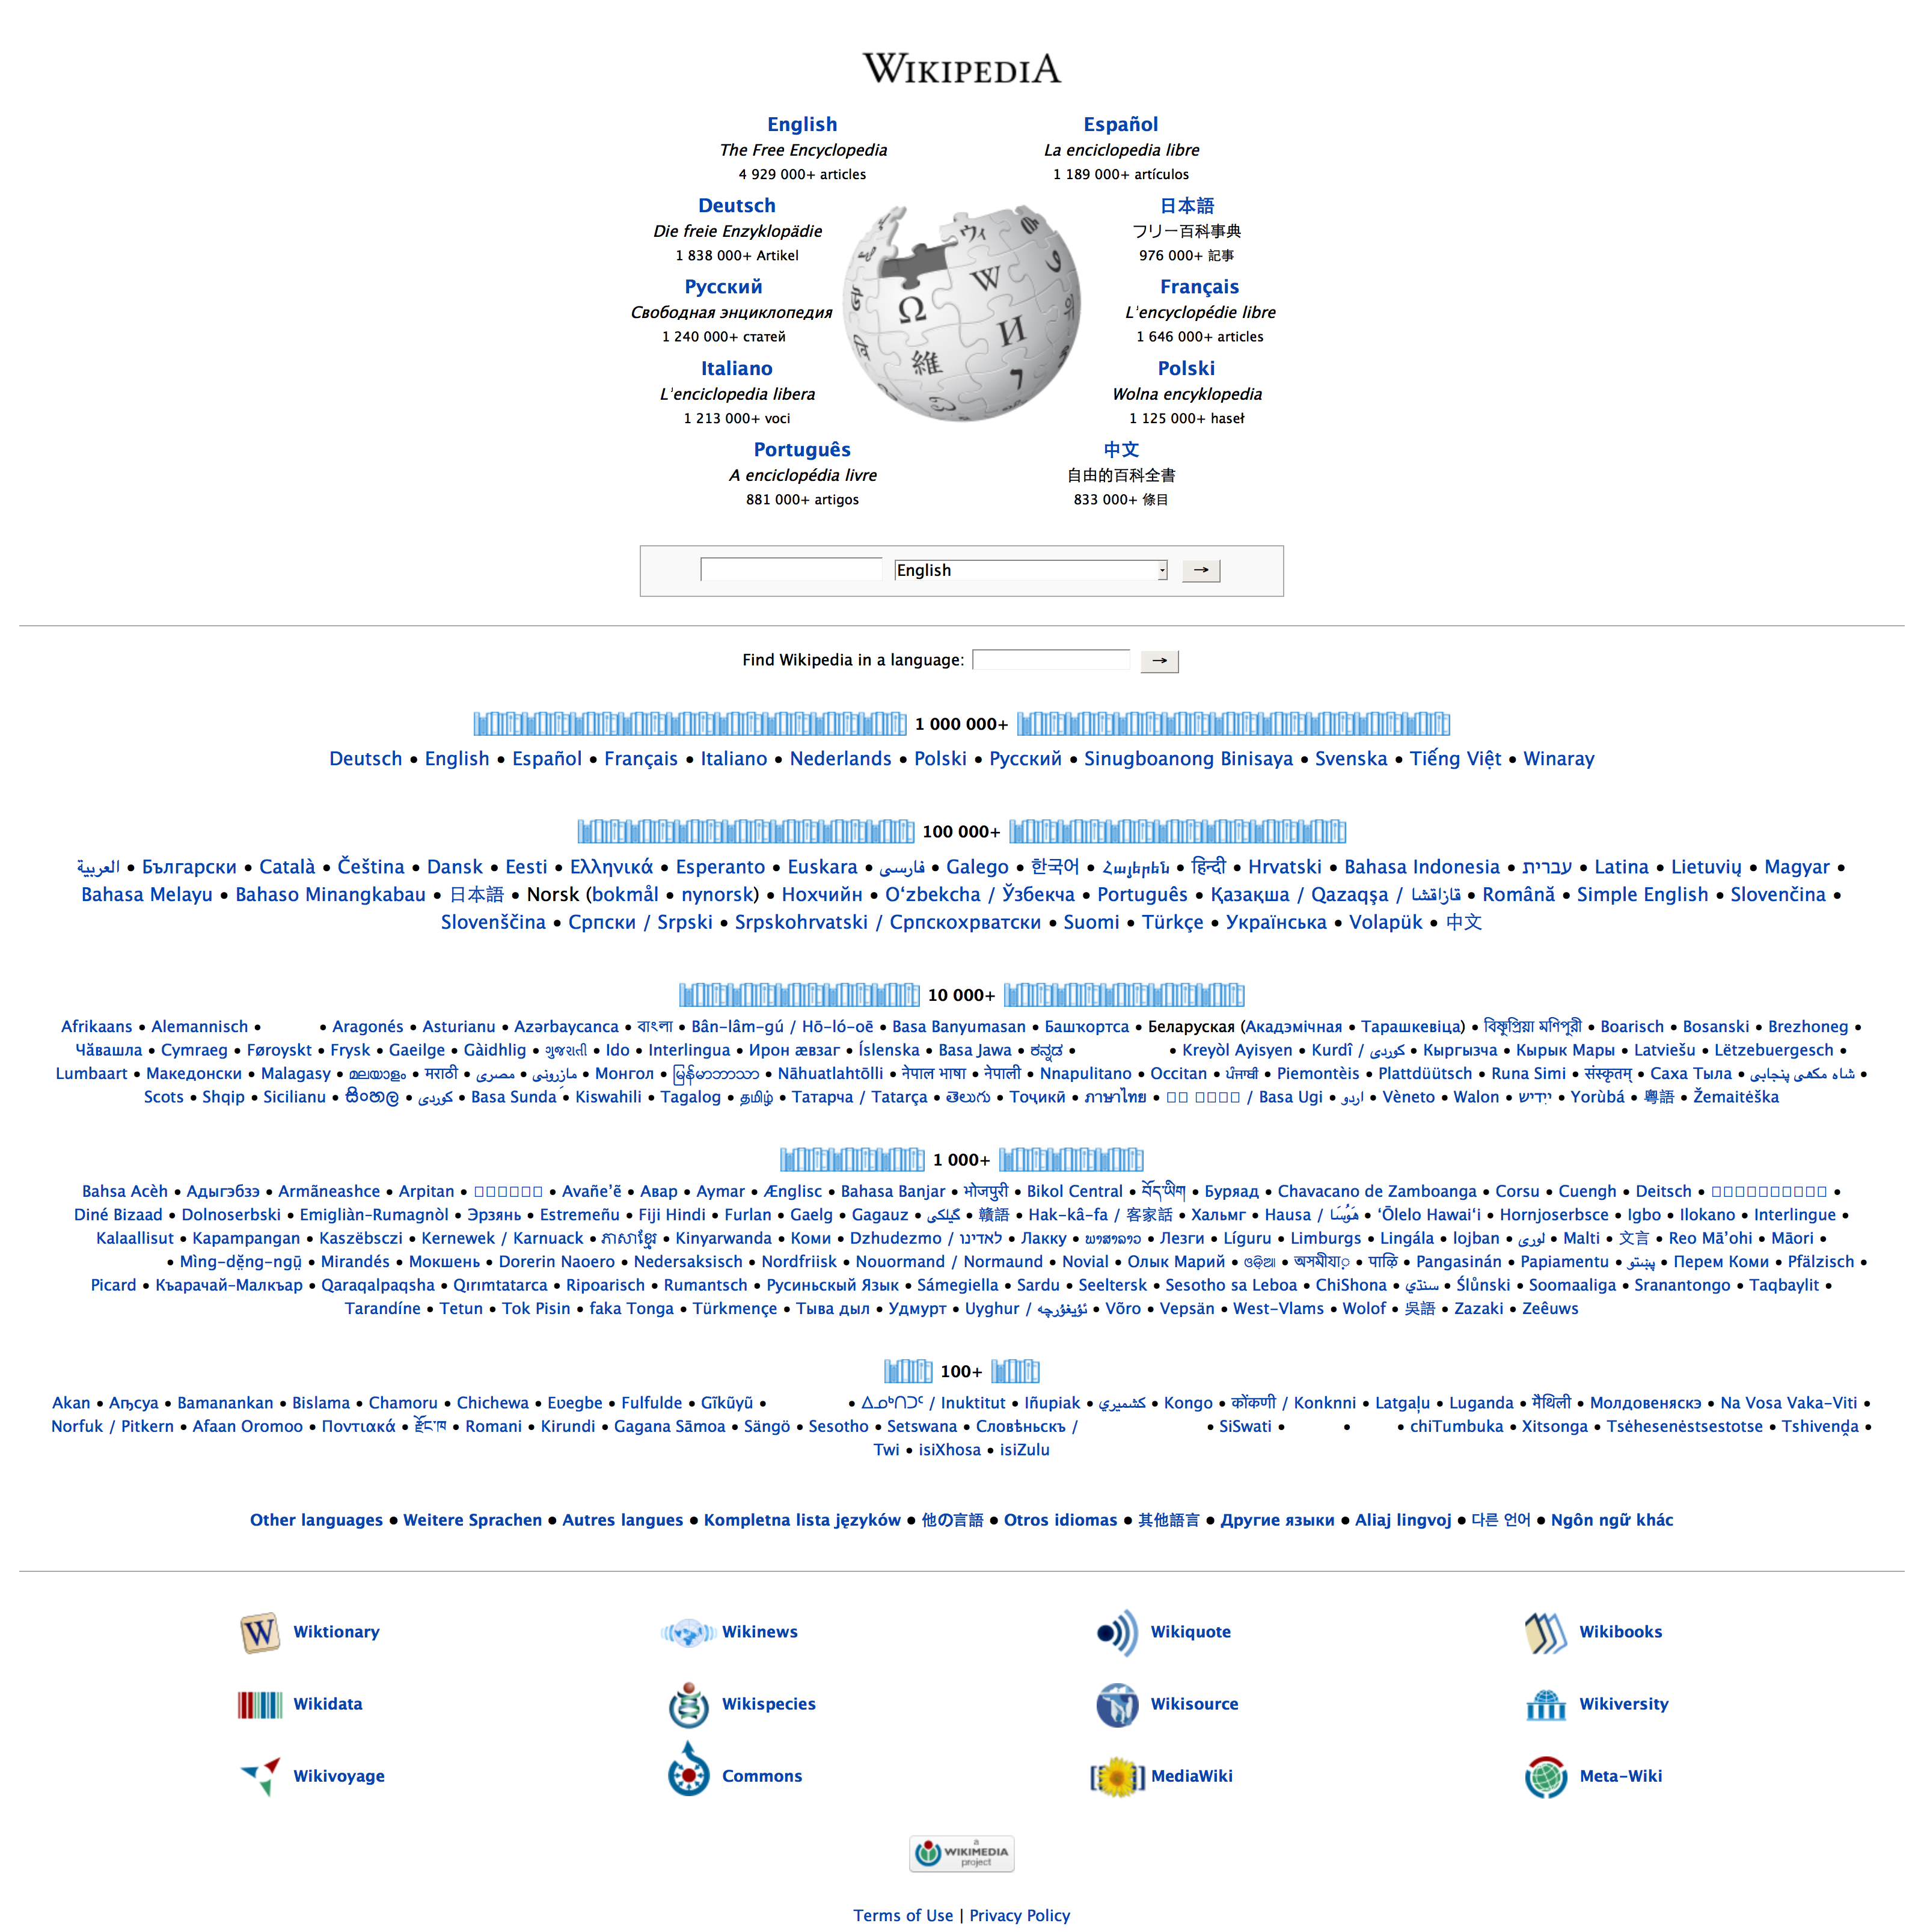 WIKIPEDIA
English
The Free Encyclopedia
4 929 000+ articles
Español
La enciclopedia libre
1 189 000+ artículos
Deutsch
Die freie Enzyklopädie
1 838 000+ Artikel
日本語
フリー百科事典
976 000+ 記事
Русский
Свободная энциклопедия
1 240 000+ статей
Français
L'encyclopédie libre
1 646 000+ articles
Italiano
L'enciclopedia libera
1 213 000+ voci
Polski
Wolna encyklopedia
1 125 000+ haseł
Português
A enciclopédia livre
881 000+ artigos
中文
自由的百科全書
833 000+ 條目
Ω W И 維 ウィ 위 ר
English →
Find Wikipedia in a language: →
1 000 000+
Deutsch • English • Español • Français • Italiano • Nederlands • Polski • Русский • Sinugboanong Binisaya • Svenska • Tiếng Việt • Winaray
100 000+
العربية • Български • Català • Čeština • Dansk • Eesti • Ελληνικά • Esperanto • Euskara • فارسی • Galego • 한국어 • Հայերեն • हिन्दी • Hrvatski • Bahasa Indonesia • עברית • Latina • Lietuvių • Magyar •
Bahasa Melayu • Bahaso Minangkabau • 日本語 • Norsk (bokmål • nynorsk) • Нохчийн • O‘zbekcha / Ўзбекча • Português • Қазақша / Qazaqşa / قازاقشا • Română • Simple English • Slovenčina •
Slovenščina • Српски / Srpski • Srpskohrvatski / Српскохрватски • Suomi • Türkçe • Українська • Volapük • 中文
10 000+
Afrikaans • Alemannisch • • Aragonés • Asturianu • Azərbaycanca • বাংলা • Bân-lâm-gú / Hō-ló-oē • Basa Banyumasan • Башҡортса • Беларуская (Акадэмічная • Тарашкевіца) • বিষ্ণুপ্রিয়া মণিপুরী • Boarisch • Bosanski • Brezhoneg •
Чӑвашла • Cymraeg • Føroyskt • Frysk • Gaeilge • Gàidhlig • ગુજરાતી • Ido • Interlingua • Ирон æвзаг • Íslenska • Basa Jawa • ಕನ್ನಡ • • Kreyòl Ayisyen • Kurdî / كوردی • Кыргызча • Кырык Мары • Latviešu • Lëtzebuergesch •
Lumbaart • Македонски • Malagasy • മലയാളം • मराठी • مصرى • مازِرونی • Монгол • မြန်မာဘာသာ • Nāhuatlahtōlli • नेपाल भाषा • नेपाली • Nnapulitano • Occitan • ਪੰਜਾਬੀ • Piemontèis • Plattdüütsch • Runa Simi • संस्कृतम् • Саха Тыла • شاہ مکھی پنجابی •
Scots • Shqip • Sicilianu • සිංහල • كوردی • Basa Sunda • Kiswahili • Tagalog • தமிழ் • Татарча / Tatarça • తెలుగు • Тоҷикӣ • ภาษาไทย • / Basa Ugi • اردو • Vèneto • Walon • ייִדיש • Yorùbá • 粵語 • Žemaitėška
1 000+
Bahsa Acèh • Адыгэбзэ • Armãneashce • Arpitan • • Avañe’ẽ • Авар • Aymar • Ænglisc • Bahasa Banjar • भोजपुरी • Bikol Central • བོད་ཡིག • Буряад • Chavacano de Zamboanga • Corsu • Cuengh • Deitsch • •
Diné Bizaad • Dolnoserbski • Emigliàn-Rumagnòl • Эрзянь • Estremeñu • Fiji Hindi • Furlan • Gaelg • Gagauz • گیلکی • 贛語 • Hak-kâ-fa / 客家話 • Хальмг • Hausa / هَوُسَا • ‘Ōlelo Hawai‘i • Hornjoserbsce • Igbo • Ilokano • Interlingue •
Kalaallisut • Kapampangan • Kaszëbsczi • Kernewek / Karnuack • ភាសាខ្មែរ • Kinyarwanda • Коми • Dzhudezmo / לאדינו • Лакку • ພາສາລາວ • Лезги • Líguru • Limburgs • Lingála • lojban • لوری • Malti • 文言 • Reo Mā’ohi • Māori •
• Mìng-dĕ̤ng-ngṳ̄ • Mirandés • Мокшень • Dorerin Naoero • Nedersaksisch • Nordfriisk • Nouormand / Normaund • Novial • Олык Марий • ଓଡ଼ିଆ • অসমীযা় • पाऴि • Pangasinán • Papiamentu • پښتو • Перем Коми • Pfälzisch •
Picard • Къарачай-Малкъар • Qaraqalpaqsha • Qırımtatarca • Ripoarisch • Rumantsch • Русиньскый Язык • Sámegiella • Sardu • Seeltersk • Sesotho sa Leboa • ChiShona • سنڌي • Ślůnski • Soomaaliga • Sranantongo • Taqbaylit •
Tarandíne • Tetun • Tok Pisin • faka Tonga • Türkmençe • Тыва дыл • Удмурт • Uyghur / ئۇيغۇرچه • Võro • Vepsän • West-Vlams • Wolof • 吳語 • Zazaki • Zeêuws
100+
Akan • Аҧсуа • Bamanankan • Bislama • Chamoru • Chichewa • Eʋegbe • Fulfulde • Gĩkũyũ • • ᐃᓄᒃᑎᑐᑦ / Inuktitut • Iñupiak • كشميري • Kongo • कोंकणी / Konknni • Latgaļu • Luganda • मैथिली • Молдовеняскэ • Na Vosa Vaka-Viti •
Norfuk / Pitkern • Afaan Oromoo • Ποντιακά • རྫོང་ཁ • Romani • Kirundi • Gagana Sāmoa • Sängö • Sesotho • Setswana • Словѣньскъ / • SiSwati • • • chiTumbuka • Xitsonga • Tsėhesenėstsestotse • Tshivenḓa •
Twi • isiXhosa • isiZulu
Other languages • Weitere Sprachen • Autres langues • Kompletna lista języków • 他の言語 • Otros idiomas • 其他語言 • Другие языки • Aliaj lingvoj • 다른 언어 • Ngôn ngữ khác
W Wiktionary
Wikinews
Wikiquote
Wikibooks
Wikidata
Wikispecies
Wikisource
Wikiversity
Wikivoyage
Commons
MediaWiki
Meta-Wiki
a
WIKIMEDIA
project
Terms of Use | Privacy Policy